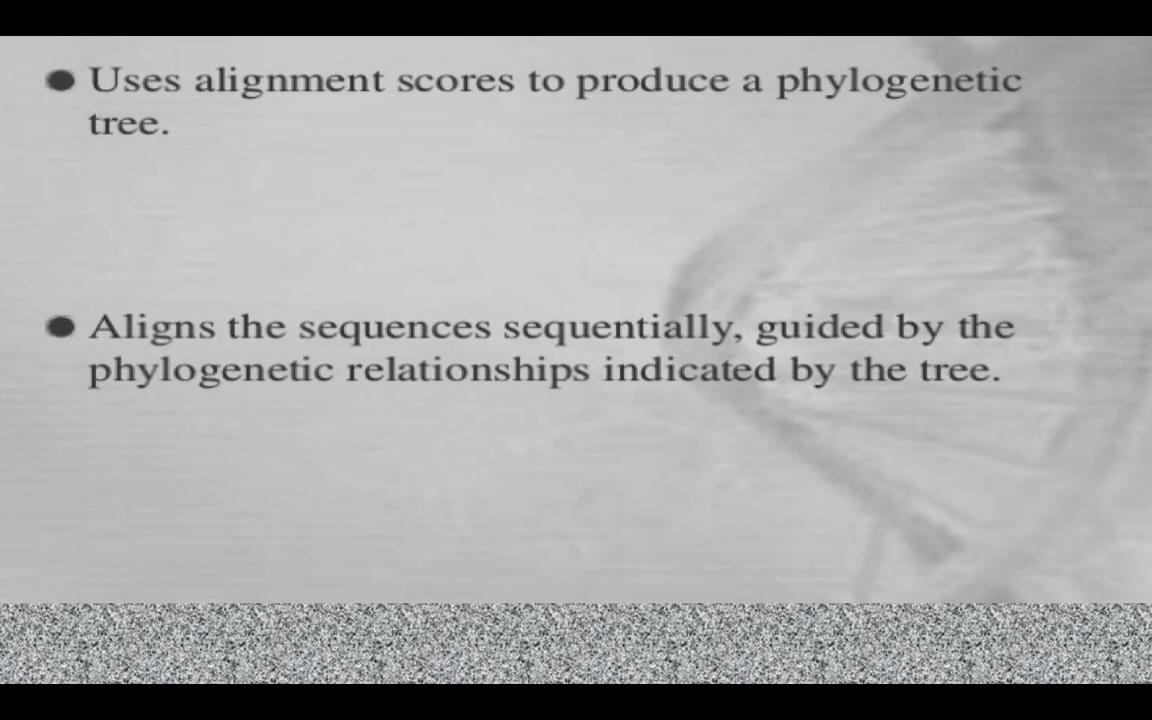 ● Uses alignment scores to produce a phylogenetic
tree.
● Aligns the sequences sequentially, guided by the
phylogenetic relationships indicated by the tree.